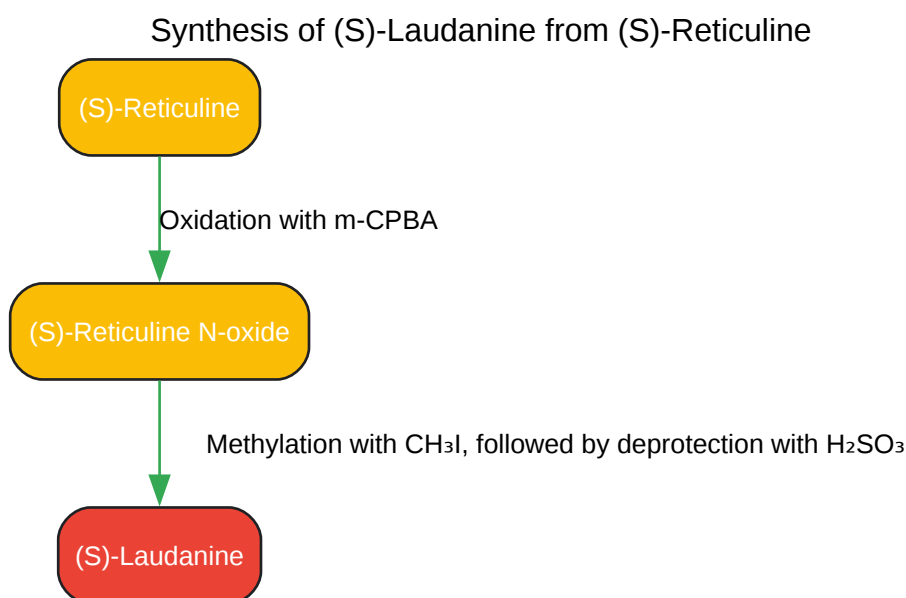 Synthesis of (S)-Laudanine from (S)-Reticuline
(S)-Reticuline
Oxidation with m-CPBA
(S)-Reticuline N-oxide
Methylation with CH₃I, followed by deprotection with H₂SO₃
(S)-Laudanine